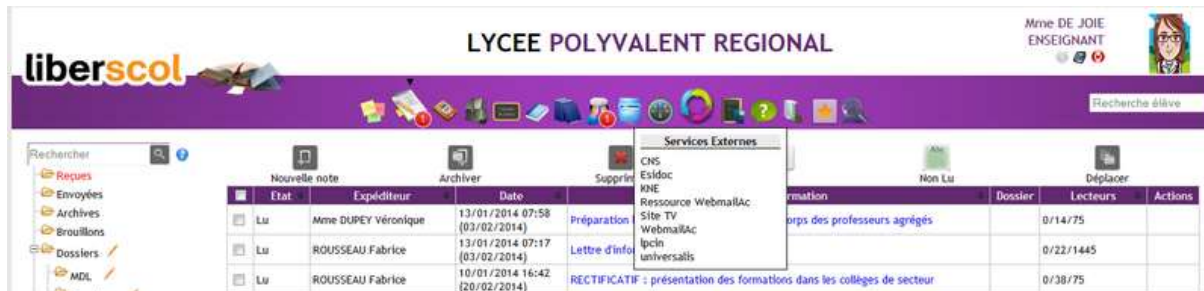 Mme DE JOIE
LYCEE POLYVALENT REGIONAL
ENSEIGNANT
liberscol
1
1
Recherche élève
Services Externes
CNS
Esidoc
KNE
Ressource WebmailAc
Site TV
WebmailAc
lpcin
universalis
Rechercher
Reçues
Envoyées
Archives
Brouillons
Dossiers
MDL
Nouvelle note Archiver Supprim Non Lu Déplacer
Etat Expéditeur Date rmation Dossier Lecteurs Actions
Lu Mme DUPEY Véronique 13/01/2014 07:58 (03/02/2014) Préparation orps des professeurs agrégés 0/14/75
Lu ROUSSEAU Fabrice 13/01/2014 07:17 (03/02/2014) Lettre d'info 0/22/1445
Lu ROUSSEAU Fabrice 10/01/2014 16:42 (20/02/2014) RECTIFICATIF : présentation des formations dans les collèges de secteur 0/38/75